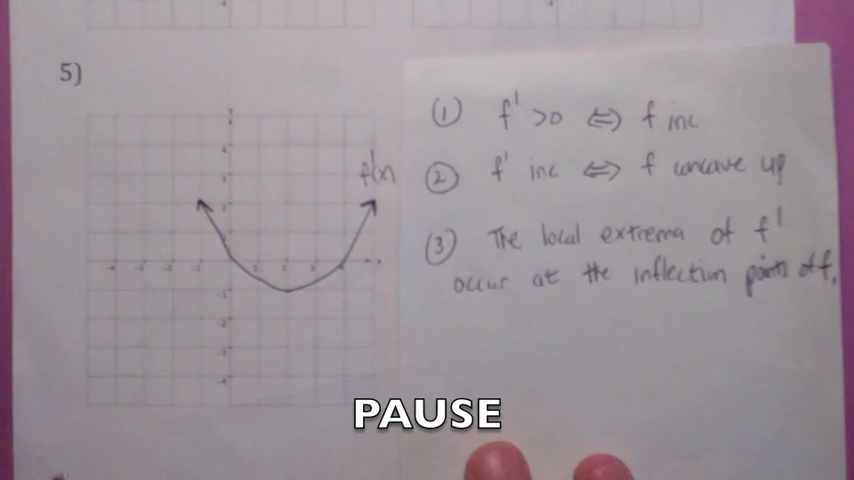 5)
f'(x)
① f' >0 ⇔ f inc
② f' inc ⇔ f concave up
③ The local extrema of f'
occur at the inflection points of f.
PAUSE